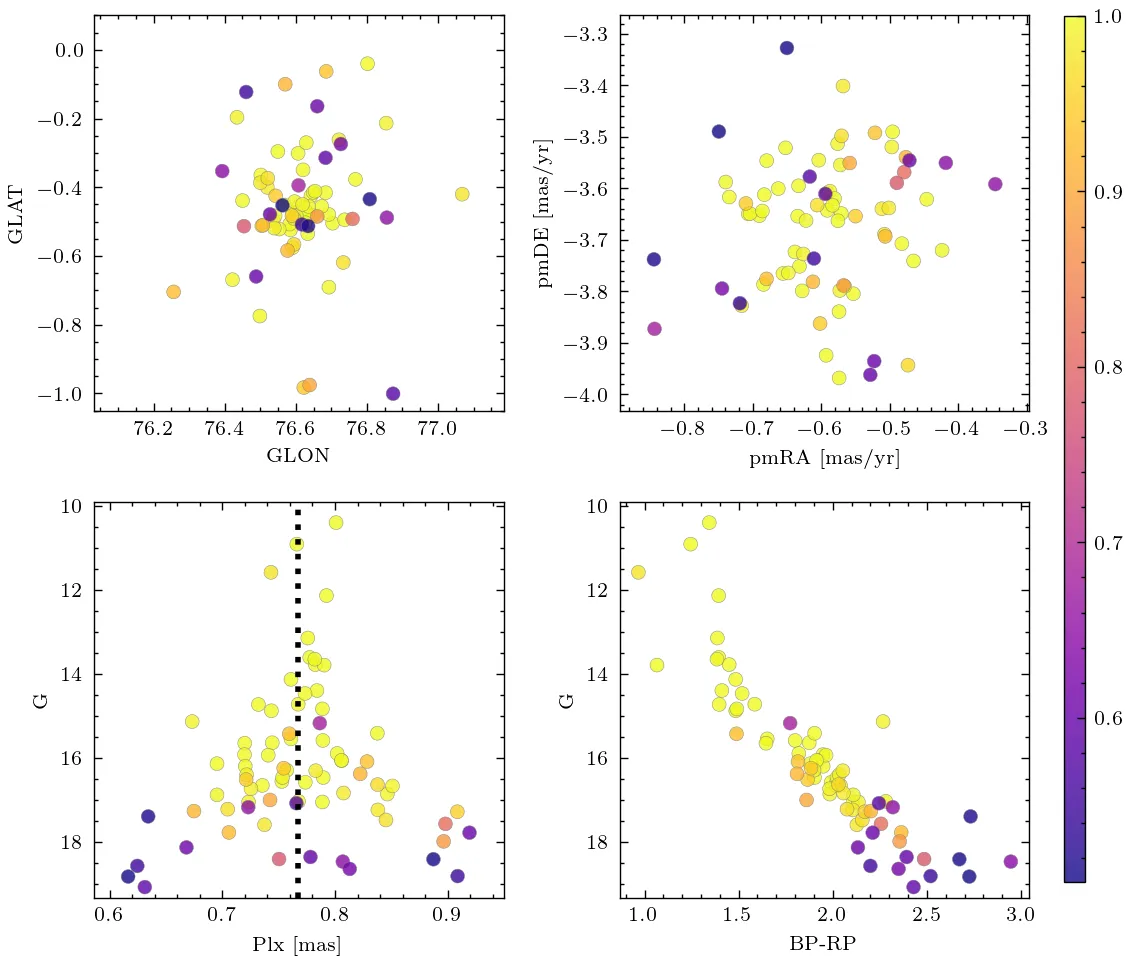 0.0
−0.2
−0.4
−0.6
−0.8
−1.0
GLAT
76.2 76.4 76.6 76.8 77.0
GLON
−3.3
−3.4
−3.5
−3.6
−3.7
−3.8
−3.9
−4.0
pmDE [mas/yr]
−0.8 −0.7 −0.6 −0.5 −0.4 −0.3
pmRA [mas/yr]
1.0
0.9
0.8
0.7
0.6
10
12
14
16
18
G
0.6 0.7 0.8 0.9
Plx [mas]
10
12
14
16
18
G
1.0 1.5 2.0 2.5 3.0
BP-RP